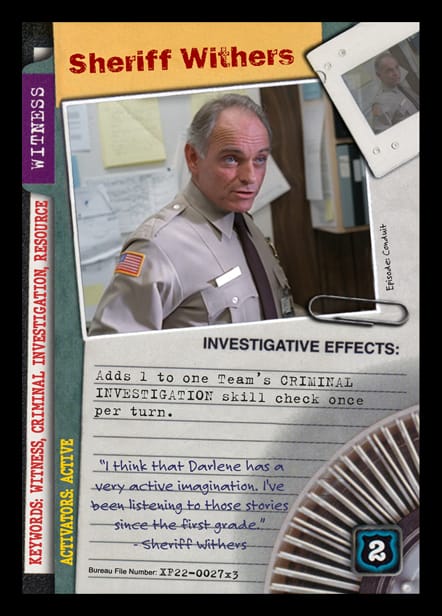 Sheriff Withers
WITNESS
KEYWORDS: WITNESS, CRIMINAL INVESTIGATION, RESOURCE
ACTIVATORS: ACTIVE
Episode: Conduit
INVESTIGATIVE EFFECTS:
Adds 1 to one Team's CRIMINAL
INVESTIGATION skill check once
per turn.
"I think that Darlene has a
very active imagination. I've
been listening to those stories
since the first grade."
- Sheriff Withers
Bureau File Number: XF22-0027x3
2